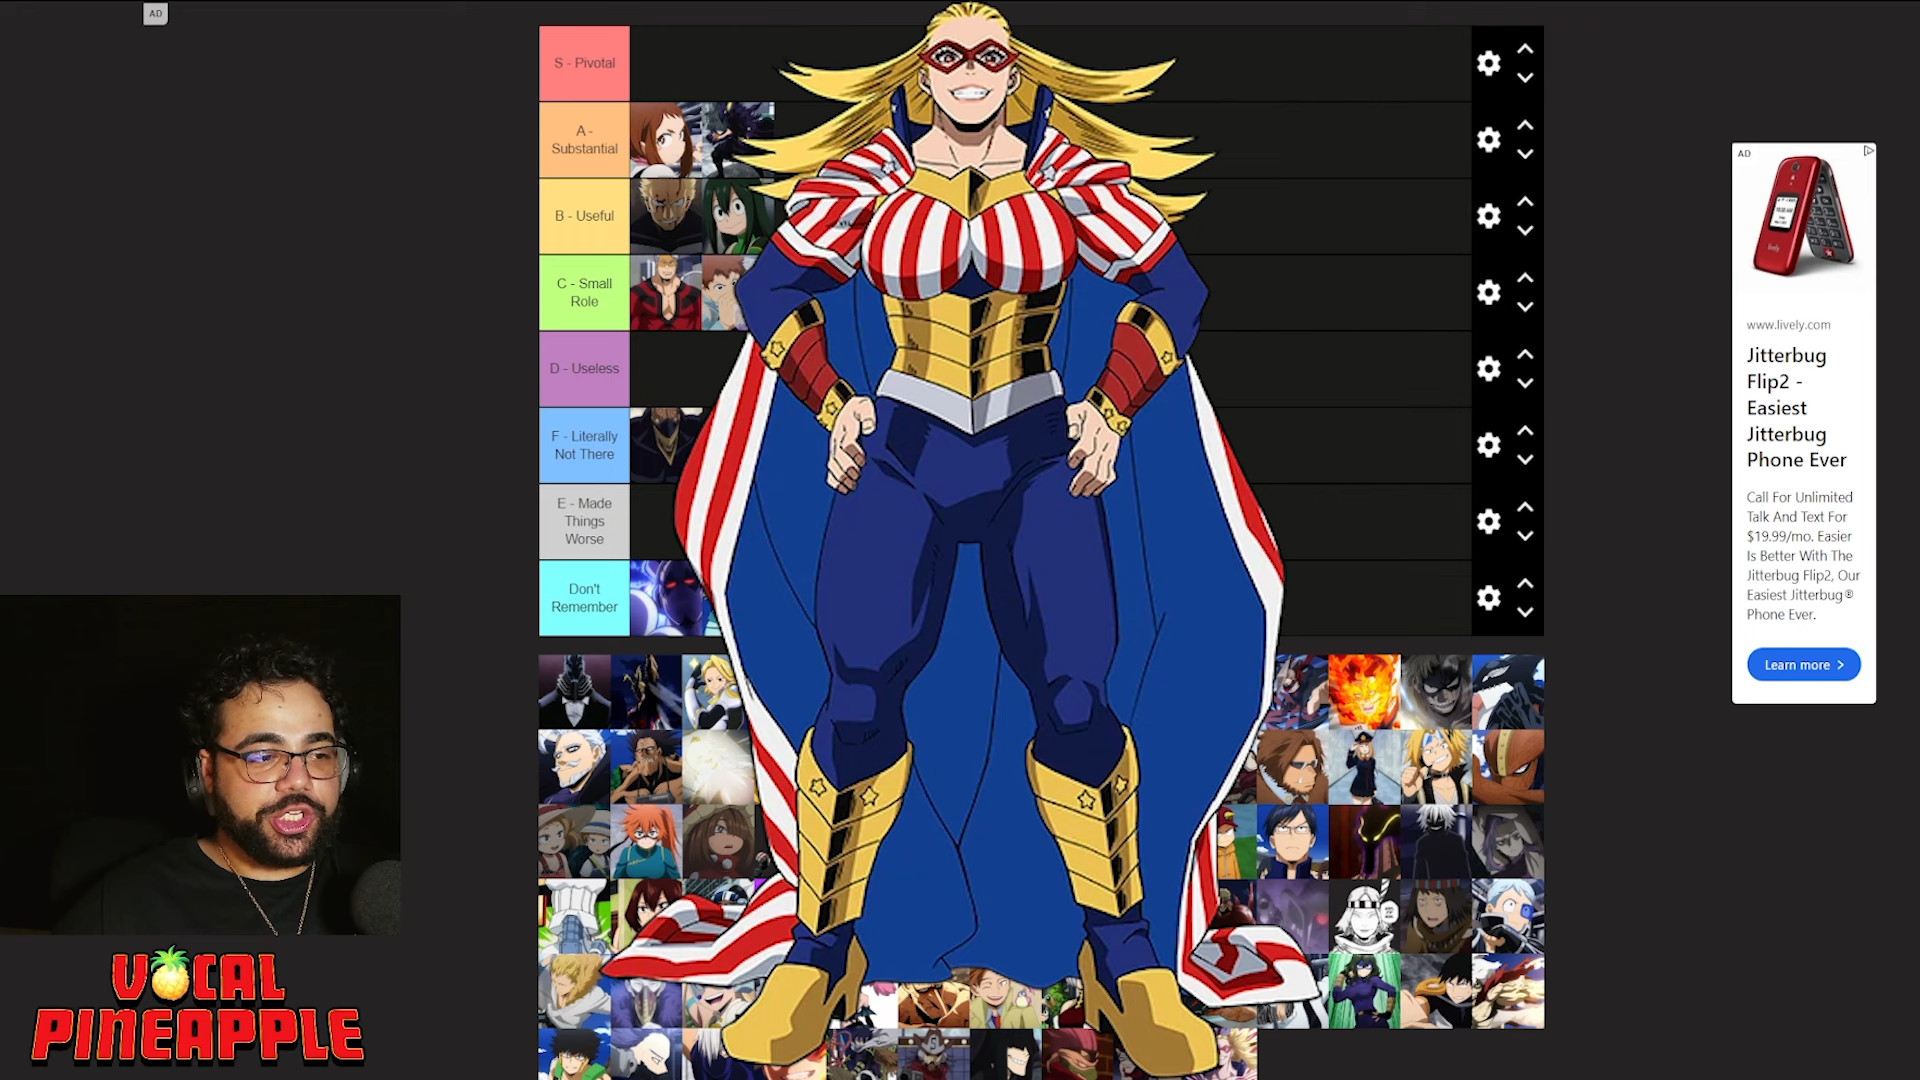 AD
S - Pivotal
A -
Substantial
B - Useful
C - Small
Role
D - Useless
F - Literally
Not There
E - Made
Things
Worse
Don't
Remember
AD
www.lively.com
Jitterbug
Flip2 -
Easiest
Jitterbug
Phone Ever
Call For Unlimited
Talk And Text For
$19.99/mo. Easier
Is Better With The
Jitterbug Flip2, Our
Easiest Jitterbug®
Phone Ever.
Learn more >
VOCAL
PINEAPPLE